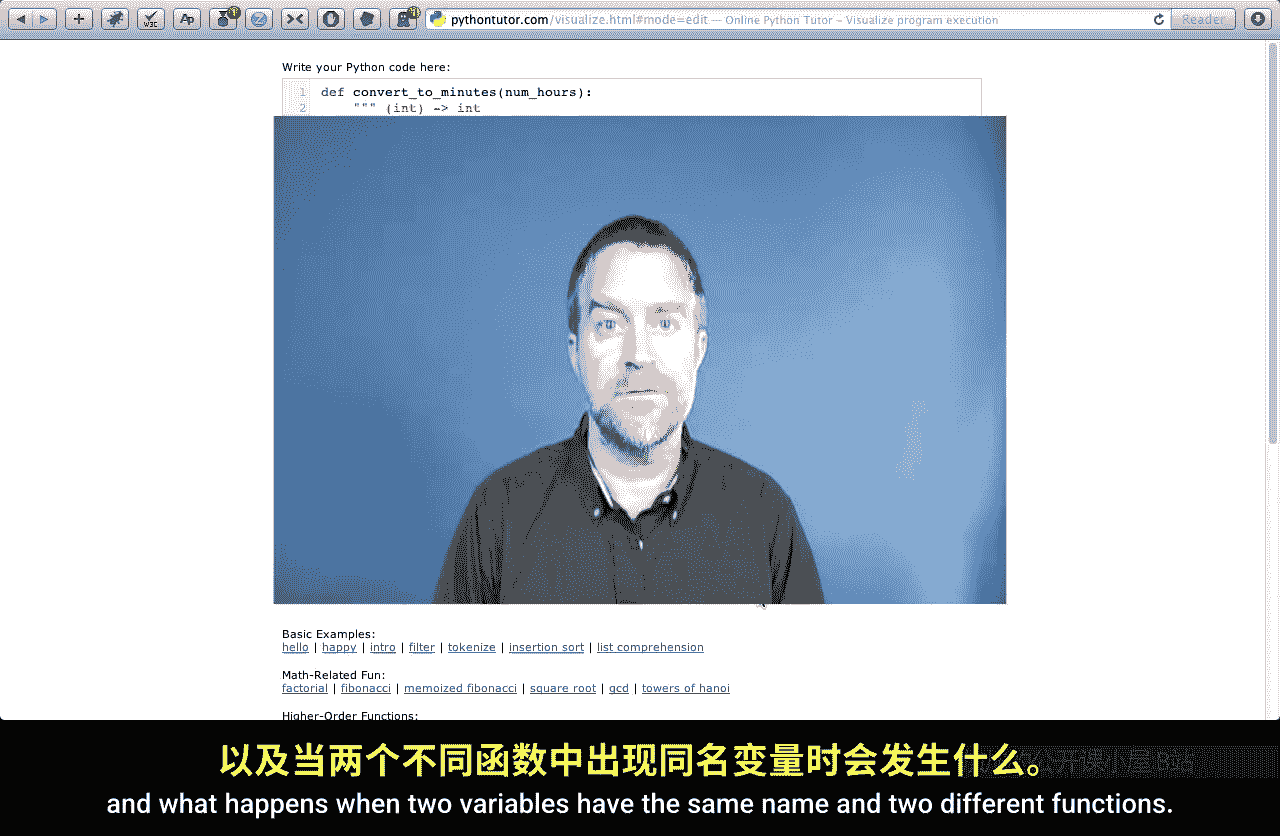 W3C
Ap
pythontutor.com/visualize.html#mode=edit — Online Python Tutor – Visualize program execution
Reader
Write your Python code here:
1 def convert_to_minutes(num_hours):
2 """ (int) -> int
Basic Examples:
hello | happy | intro | filter | tokenize | insertion sort | list comprehension
Math-Related Fun:
factorial | fibonacci | memoized fibonacci | square root | gcd | towers of hanoi
Higher-Order Functions:
以及当两个不同函数中出现同名变量时会发生什么。
and what happens when two variables have the same name and two different functions.